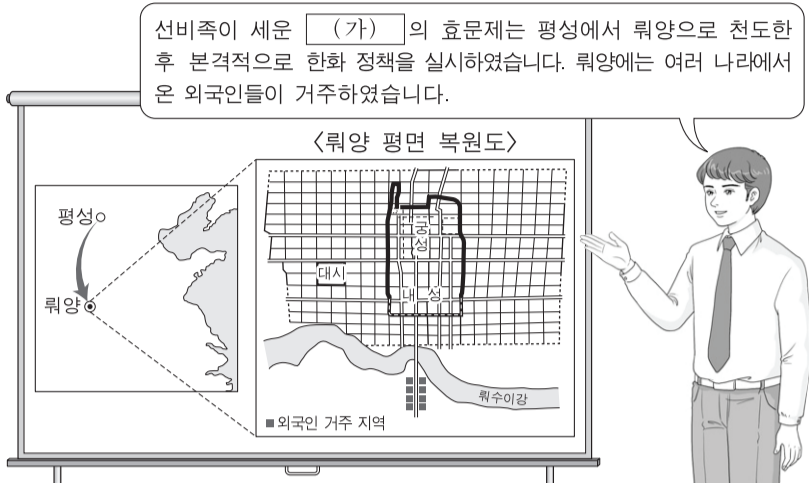 선비족이 세운 (가) 의 효문제는 평성에서 뤄양으로 천도한
후 본격적으로 한화 정책을 실시하였습니다. 뤄양에는 여러 나라에서
온 외국인들이 거주하였습니다.
<뤄양 평면 복원도>
평성
뤄양
궁
성
대시
내 성
뤄수이강
■외국인 거주 지역